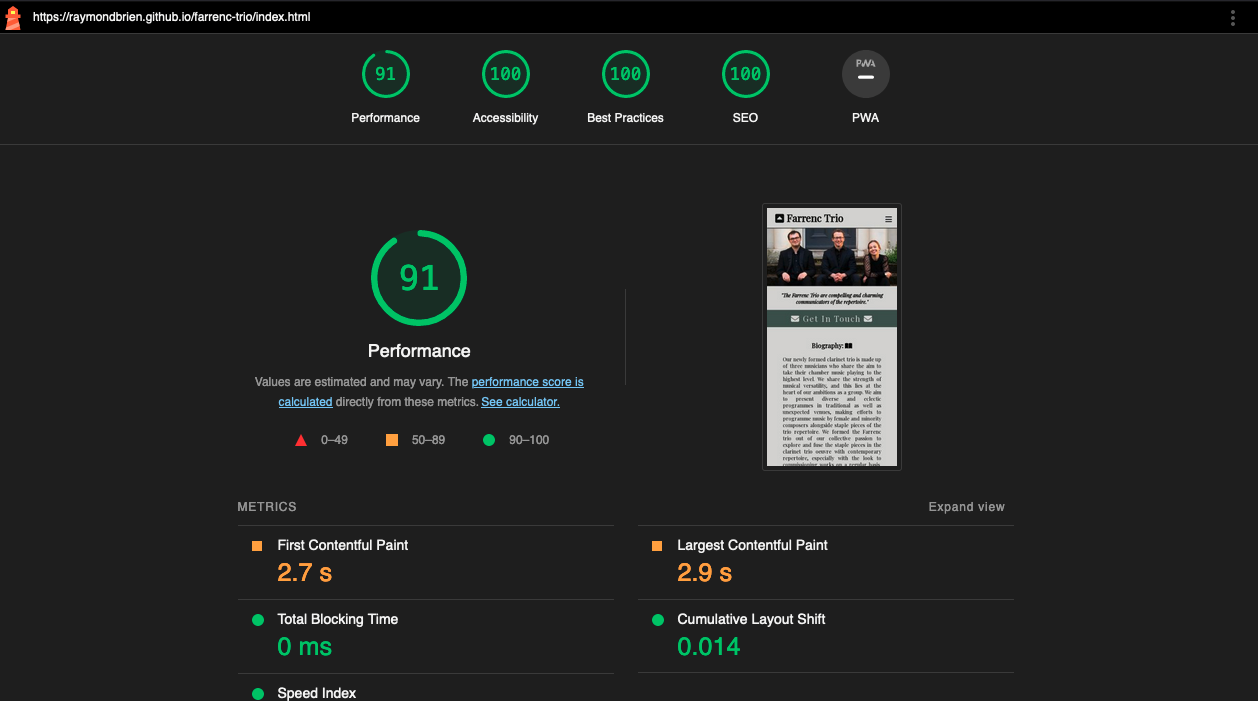 https://raymondbrien.github.io/farrenc-trio/index.html
91
100
100
100
PWA
Performance
Accessibility
Best Practices
SEO
PWA
91
Performance
Values are estimated and may vary. The performance score is
calculated directly from these metrics. See calculator.
0–49
50–89
90–100
Farrenc Trio
"The Farrenc Trio are compelling and charming
communicators of the repertoire."
Get In Touch
Biography:
Our newly formed clarinet trio is made up
of three musicians who share the aim to
take their chamber music playing to the
highest level. We share the strength of
musical versatility, and this lies at the
heart of our ambitions as a group. We aim
to present diverse and eclectic
programmes in traditional as well as
unexpected venues, making efforts to
programme music by female and minority
composers alongside staple pieces of the
trio repertoire. We formed the Farrenc
trio out of our collective passion to
explore and fuse the staple pieces in the
clarinet trio oeuvre with contemporary
repertoire, especially with the look to
commissioning works on a regular basis.
METRICS
Expand view
First Contentful Paint
2.7 s
Largest Contentful Paint
2.9 s
Total Blocking Time
0 ms
Cumulative Layout Shift
0.014
Speed Index